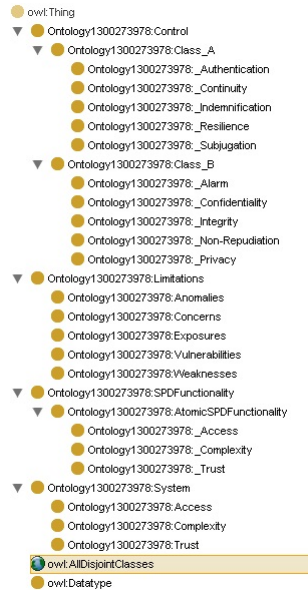 owl:Thing
Ontology1300273978:Control
Ontology1300273978:Class_A
Ontology1300273978:_Authentication
Ontology1300273978:_Continuity
Ontology1300273978:_Indemnification
Ontology1300273978:_Resilience
Ontology1300273978:_Subjugation
Ontology1300273978:Class_B
Ontology1300273978:_Alarm
Ontology1300273978:_Confidentiality
Ontology1300273978:_Integrity
Ontology1300273978:_Non-Repudiation
Ontology1300273978:_Privacy
Ontology1300273978:Limitations
Ontology1300273978:Anomalies
Ontology1300273978:Concerns
Ontology1300273978:Exposures
Ontology1300273978:Vulnerabilities
Ontology1300273978:Weaknesses
Ontology1300273978:SPDFunctionality
Ontology1300273978:AtomicSPDFunctionality
Ontology1300273978:_Access
Ontology1300273978:_Complexity
Ontology1300273978:_Trust
Ontology1300273978:System
Ontology1300273978:Access
Ontology1300273978:Complexity
Ontology1300273978:Trust
owl:AllDisjointClasses
owl:Datatype